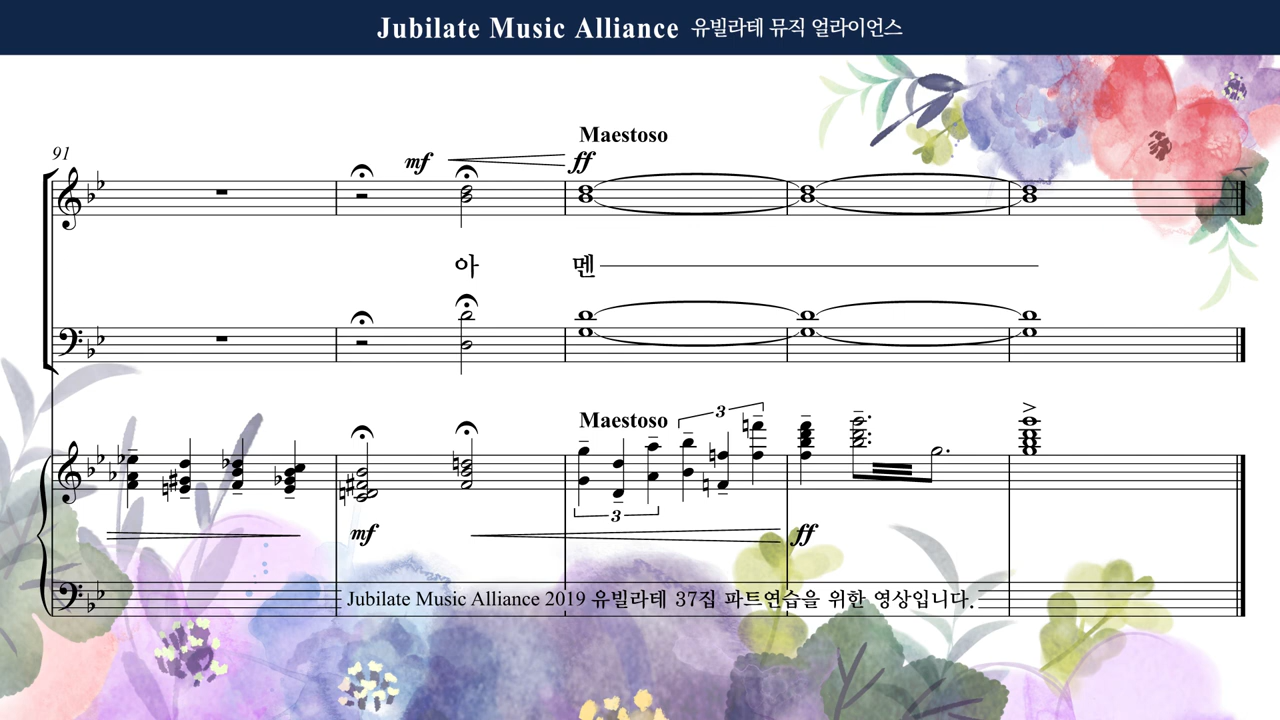 Jubilate Music Alliance 유빌라테 뮤직 얼라이언스
Maestoso
91
mf ff
아 멘
Maestoso
3
3
mf ff
Jubilate Music Alliance 2019 유빌라테 37집 파트연습을 위한 영상입니다.